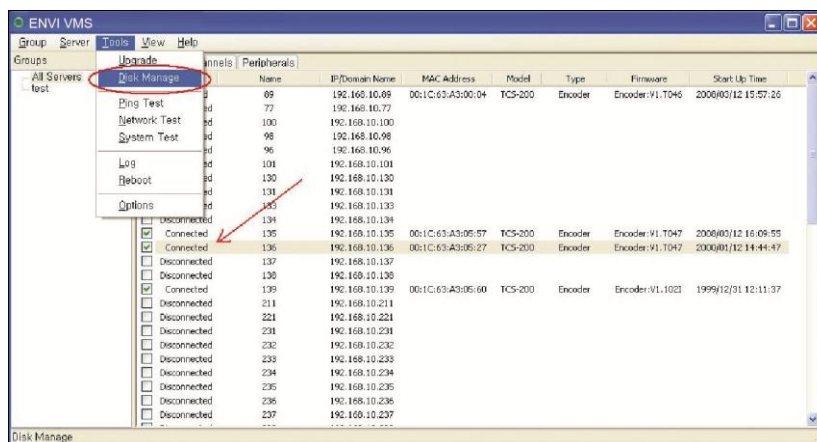 ENVI VMS
Group Server Tools View Help
Groups Upgrade Peripherals
All Servers Disk Manage Name IP/Domain Name MAC Address Model Type Firmware Start Up Time
test 89 192.168.10.89 00:1C:63:A3:00:04 TCS-200 Encoder Encoder:V1.T046 2008/03/12 15:57:26
77 192.168.10.77
Ping Test
Network Test 100 192.168.10.100
System Test 98 192.168.10.98
96 192.168.10.96
Log 101 192.168.10.101
Reboot 130 192.168.10.130
131 192.168.10.131
Options 133 192.168.10.133
Disconnected 134 192.168.10.134
Connected 135 192.168.10.135 00:1C:63:A3:05:57 TCS-200 Encoder Encoder:V1.T047 2008/03/12 16:09:55
Connected 136 192.168.10.136 00:1C:63:A3:05:27 TCS-200 Encoder Encoder:V1.T047 2000/01/12 14:44:47
Disconnected 137 192.168.10.137
Disconnected 138 192.168.10.138
Connected 139 192.168.10.139 00:1C:63:A3:05:60 TCS-200 Encoder Encoder:V1.102I 1999/12/31 12:11:37
Disconnected 211 192.168.10.211
Disconnected 221 192.168.10.221
Disconnected 231 192.168.10.231
Disconnected 232 192.168.10.232
Disconnected 233 192.168.10.233
Disconnected 234 192.168.10.234
Disconnected 235 192.168.10.235
Disconnected 236 192.168.10.236
Disconnected 237 192.168.10.237
Disk Manage